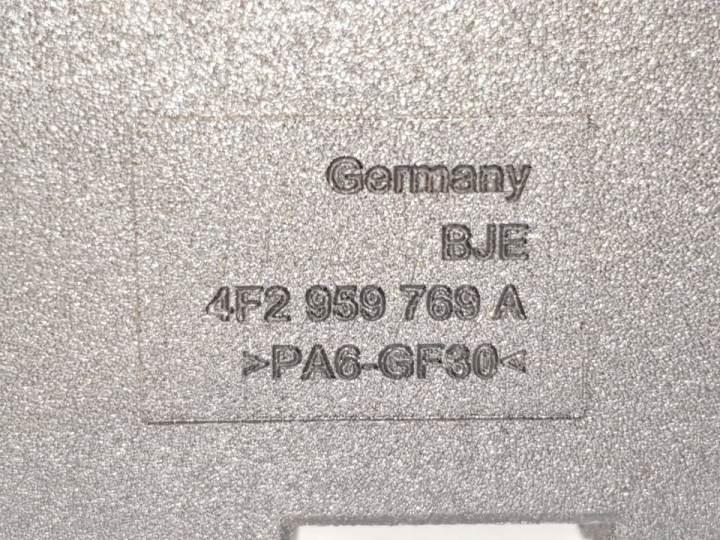 Germany
BJE
4F2 959 769 A
>PA6-GF30<